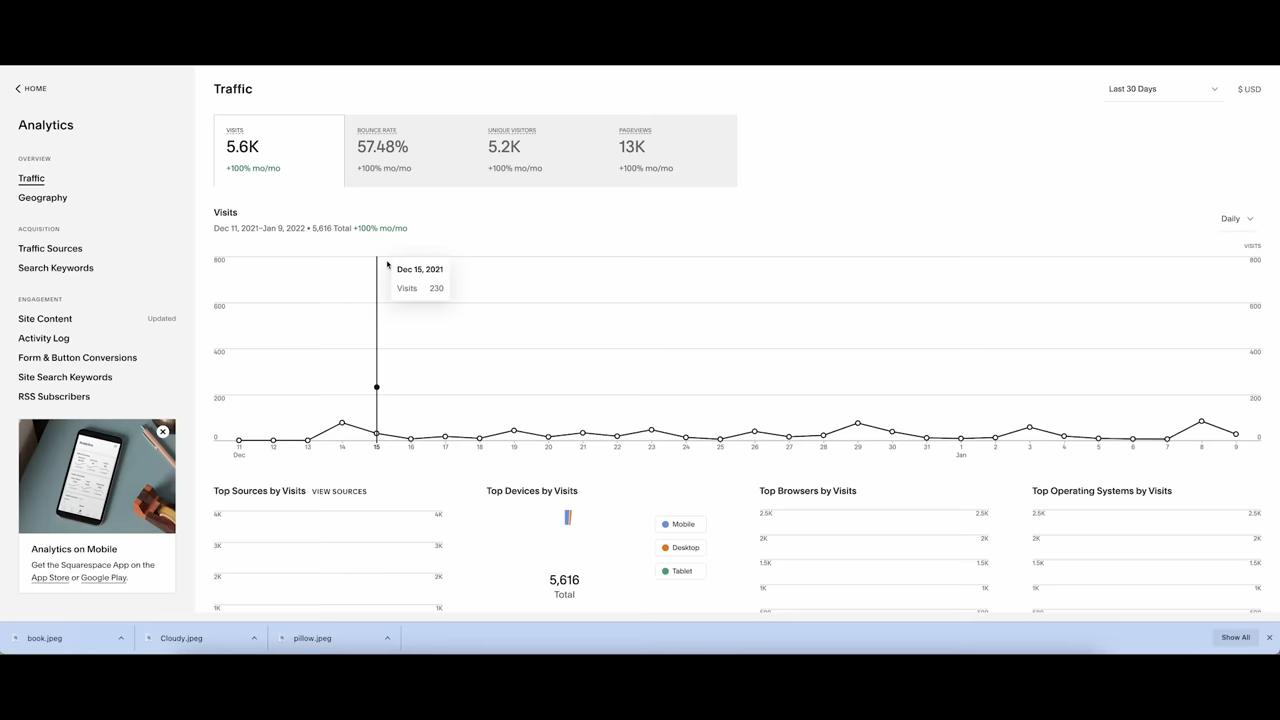 HOME
Analytics
OVERVIEW
Traffic
Geography
ACQUISITION
Traffic Sources
Search Keywords
ENGAGEMENT
Site Content Updated
Activity Log
Form & Button Conversions
Site Search Keywords
RSS Subscribers
Analytics on Mobile
Get the Squarespace App on the
App Store or Google Play.
Traffic
Last 30 Days
$ USD
VISITS BOUNCE RATE UNIQUE VISITORS PAGEVIEWS
5.6K 57.48% 5.2K 13K
+100% mo/mo +100% mo/mo +100% mo/mo +100% mo/mo
Visits
Dec 11, 2021–Jan 9, 2022 • 5,616 Total +100% mo/mo
Daily
VISITS
800 800
Dec 15, 2021
Visits 230
600 600
400 400
200 200
0 0
11 12 13 14 15 16 17 18 19 20 21 22 23 24 25 26 27 28 29 30 31 1 2 3 4 5 6 7 8 9
Dec Jan
Top Sources by Visits VIEW SOURCES
4K 4K
3K 3K
2K 2K
1K 1K
Top Devices by Visits
Mobile
Desktop
Tablet
5,616
Total
Top Browsers by Visits
2.5K 2.5K
2K 2K
1.5K 1.5K
1K 1K
500 500
Top Operating Systems by Visits
2.5K 2.5K
2K 2K
1.5K 1.5K
1K 1K
500 500
book.jpeg Cloudy.jpeg pillow.jpeg Show All